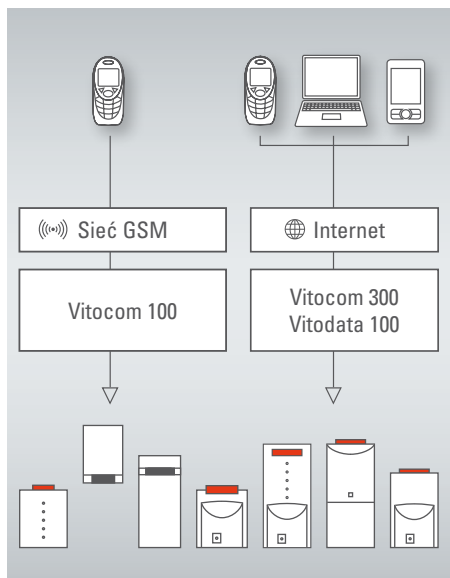 Sieć GSM
Internet
Vitocom 100
Vitocom 300
Vitodata 100